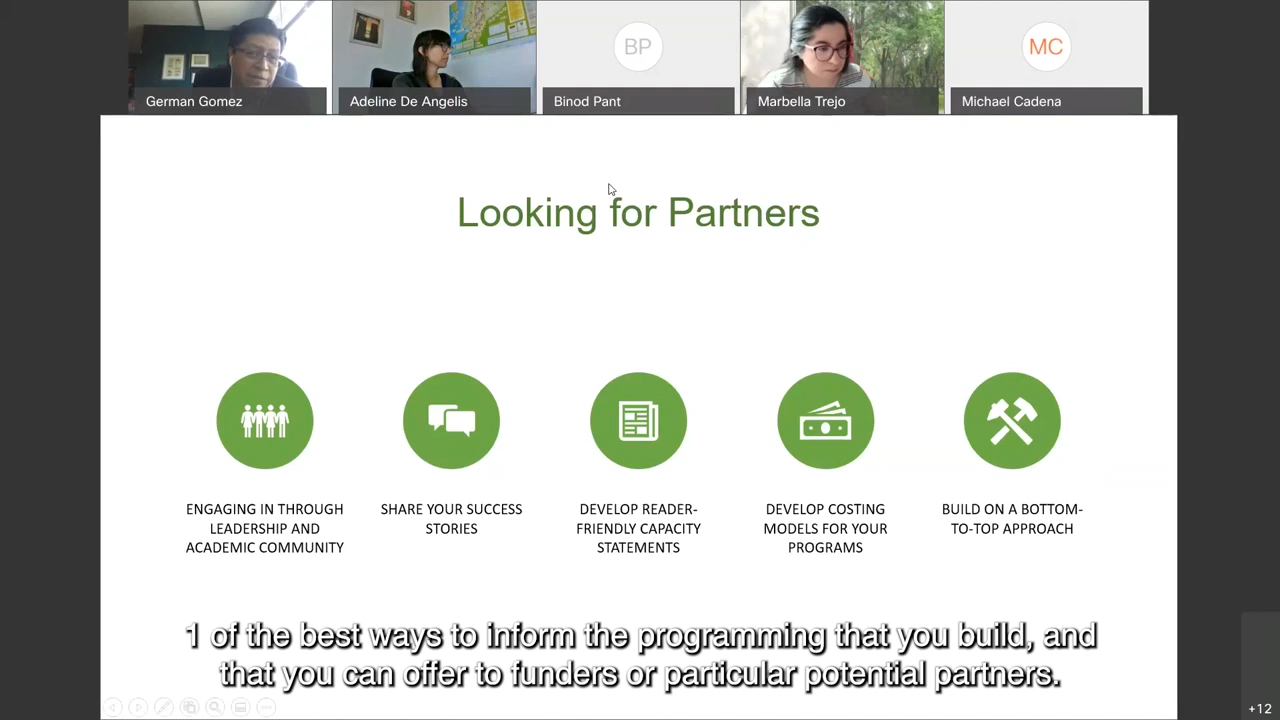 BP
MC
German Gomez
Adeline De Angelis
Binod Pant
Marbella Trejo
Michael Cadena
Looking for Partners
ENGAGING IN THROUGH
LEADERSHIP AND
ACADEMIC COMMUNITY
SHARE YOUR SUCCESS
STORIES
DEVELOP READER-
FRIENDLY CAPACITY
STATEMENTS
DEVELOP COSTING
MODELS FOR YOUR
PROGRAMS
BUILD ON A BOTTOM-
TO-TOP APPROACH
1 of the best ways to inform the programming that you build, and
that you can offer to funders or particular potential partners.
+12